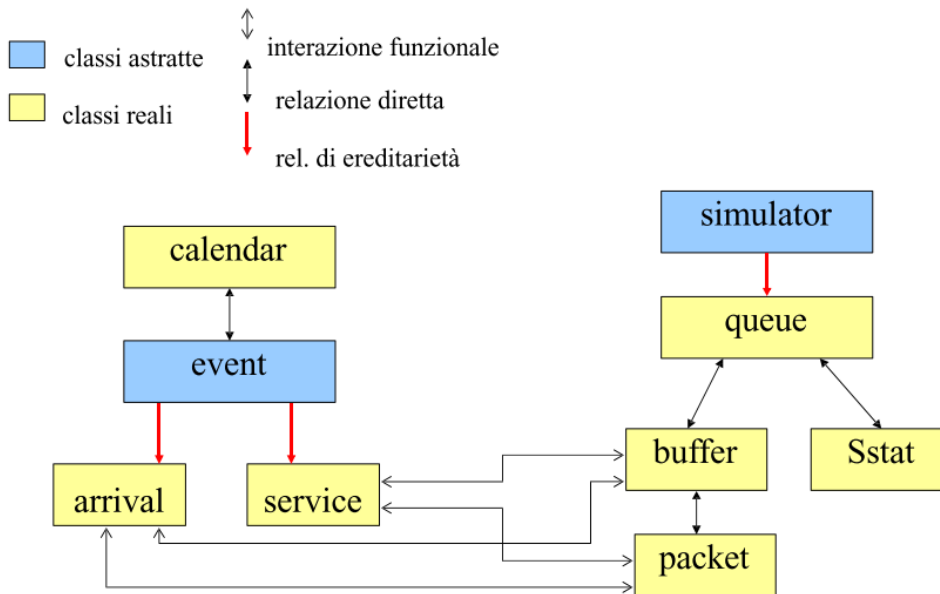 classi astratte
classi reali
interazione funzionale
relazione diretta
rel. di ereditarietà
simulator
calendar
queue
event
buffer
Sstat
arrival
service
packet